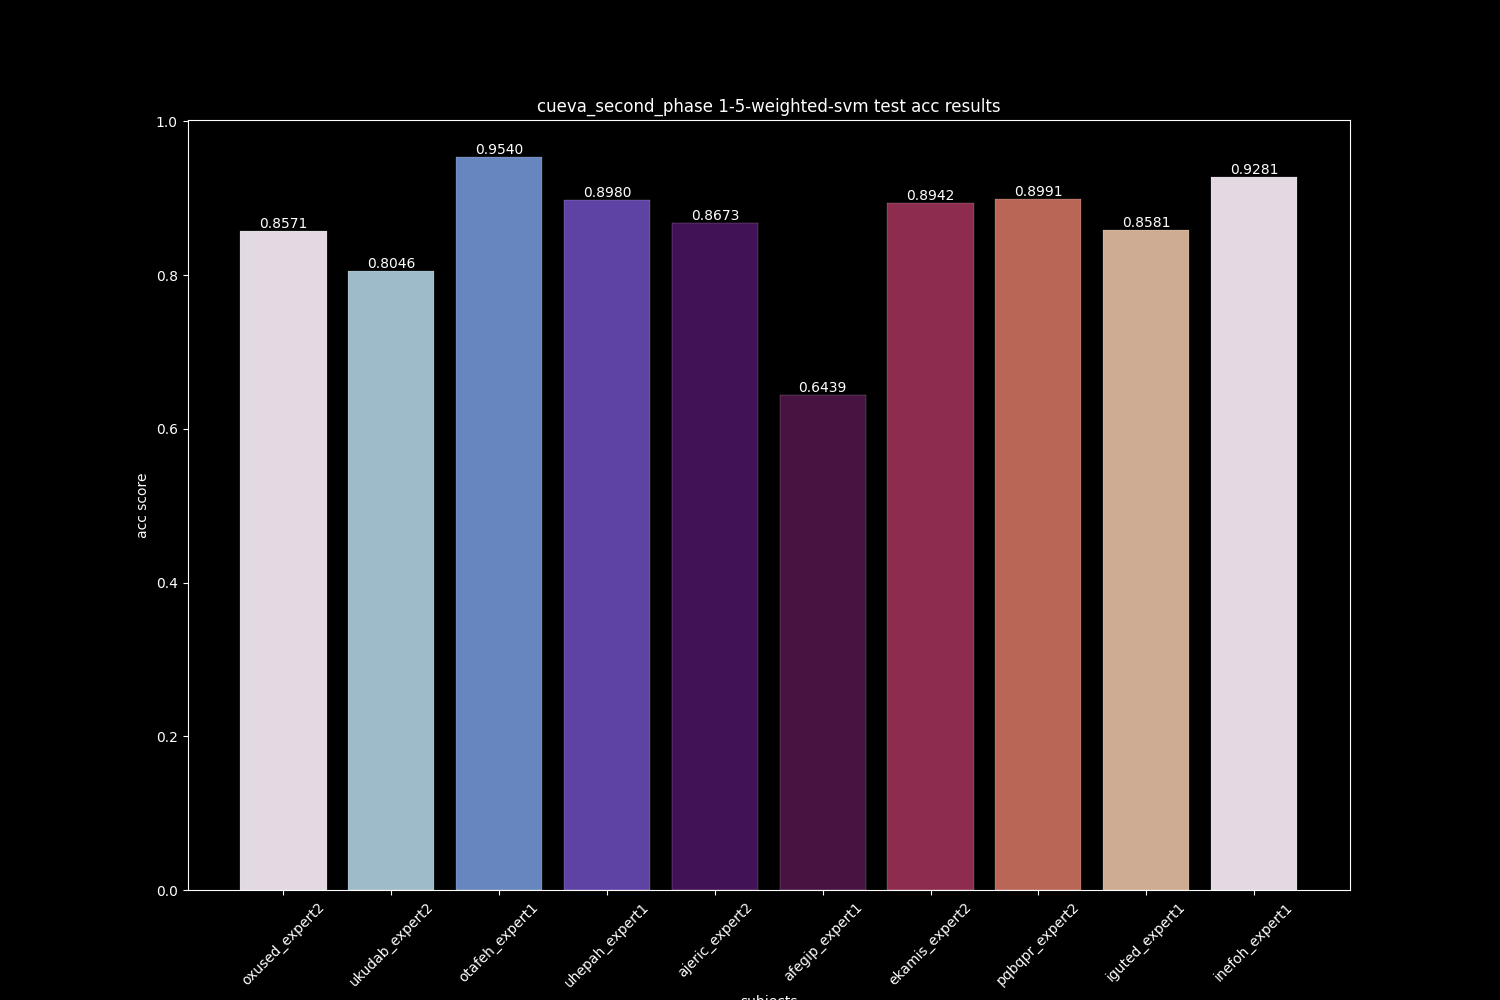 cueva_second_phase 1-5-weighted-svm test acc results
1.0
0.8
0.6
0.4
0.2
0.0
acc score
0.8571
0.8046
0.9540
0.8980
0.8673
0.6439
0.8942
0.8991
0.8581
0.9281
oxused_expert2
ukudab_expert2
otafeh_expert1
uhepah_expert1
ajeric_expert2
afegip_expert1
ekamis_expert2
pqbqpr_expert2
iguted_expert1
inefoh_expert1
subjects